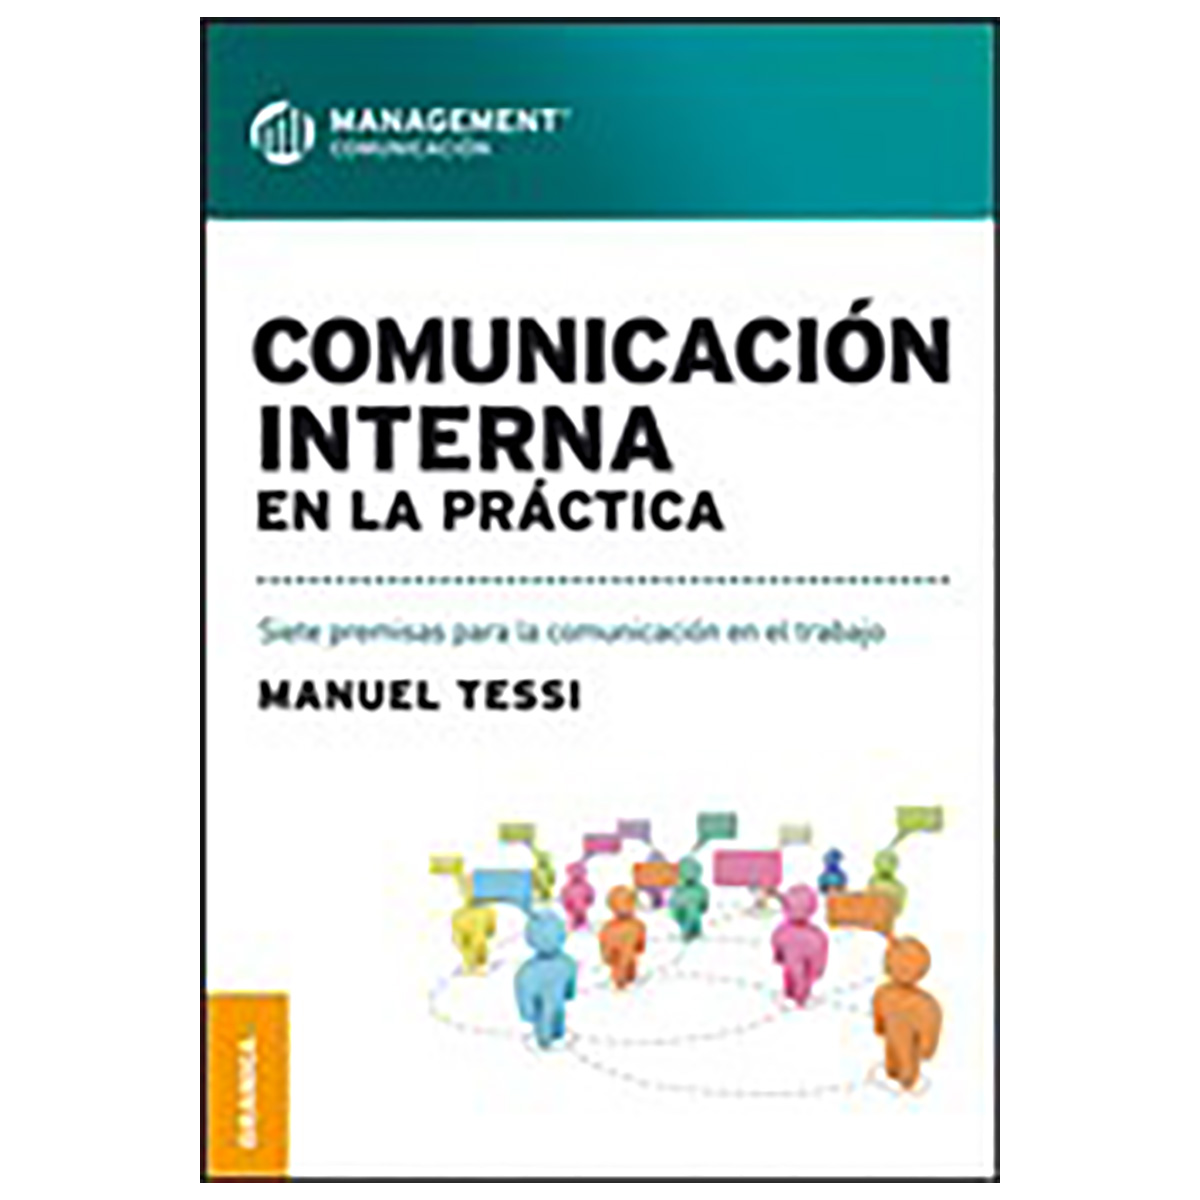 MANAGEMENT
COMUNICACIÓN
COMUNICACIÓN
INTERNA
EN LA PRÁCTICA
Siete premisas para la comunicación en el trabajo
MANUEL TESSI
GRANICA